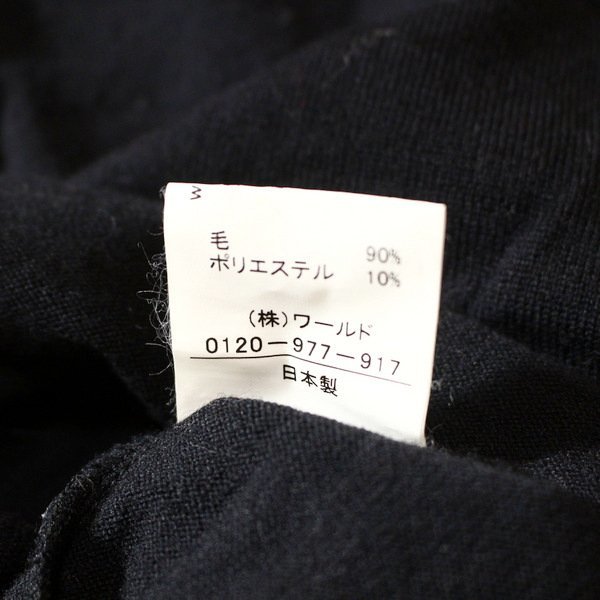 毛 90%
ポリエステル 10%
(株)ワールド
0120-977-917
日本製